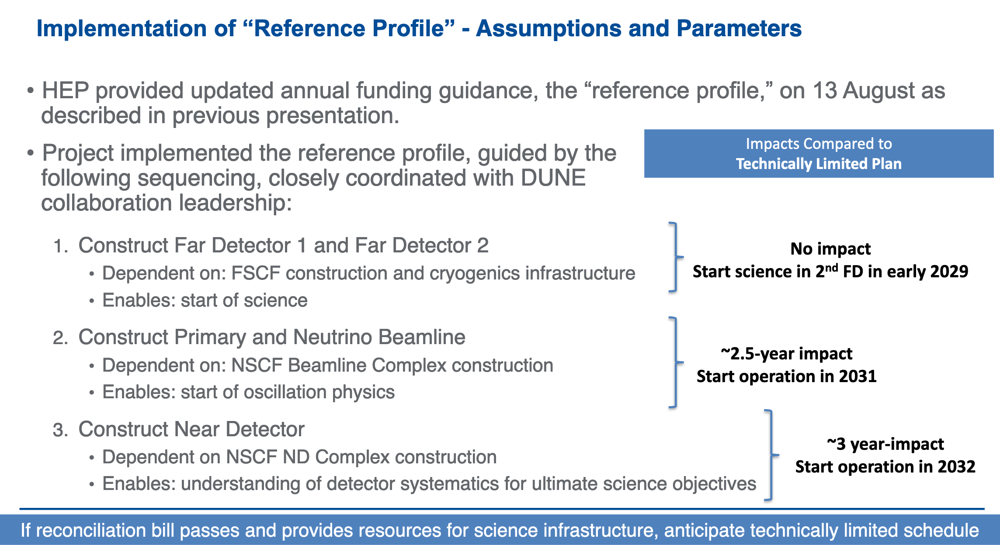 Implementation of “Reference Profile” - Assumptions and Parameters
• HEP provided updated annual funding guidance, the “reference profile,” on 13 August as
described in previous presentation.
• Project implemented the reference profile, guided by the
following sequencing, closely coordinated with DUNE
collaboration leadership:
Impacts Compared to
Technically Limited Plan
1. Construct Far Detector 1 and Far Detector 2
• Dependent on: FSCF construction and cryogenics infrastructure
• Enables: start of science
No impact
Start science in 2nd FD in early 2029
2. Construct Primary and Neutrino Beamline
• Dependent on: NSCF Beamline Complex construction
• Enables: start of oscillation physics
~2.5-year impact
Start operation in 2031
3. Construct Near Detector
• Dependent on NSCF ND Complex construction
• Enables: understanding of detector systematics for ultimate science objectives
~3 year-impact
Start operation in 2032
If reconciliation bill passes and provides resources for science infrastructure, anticipate technically limited schedule